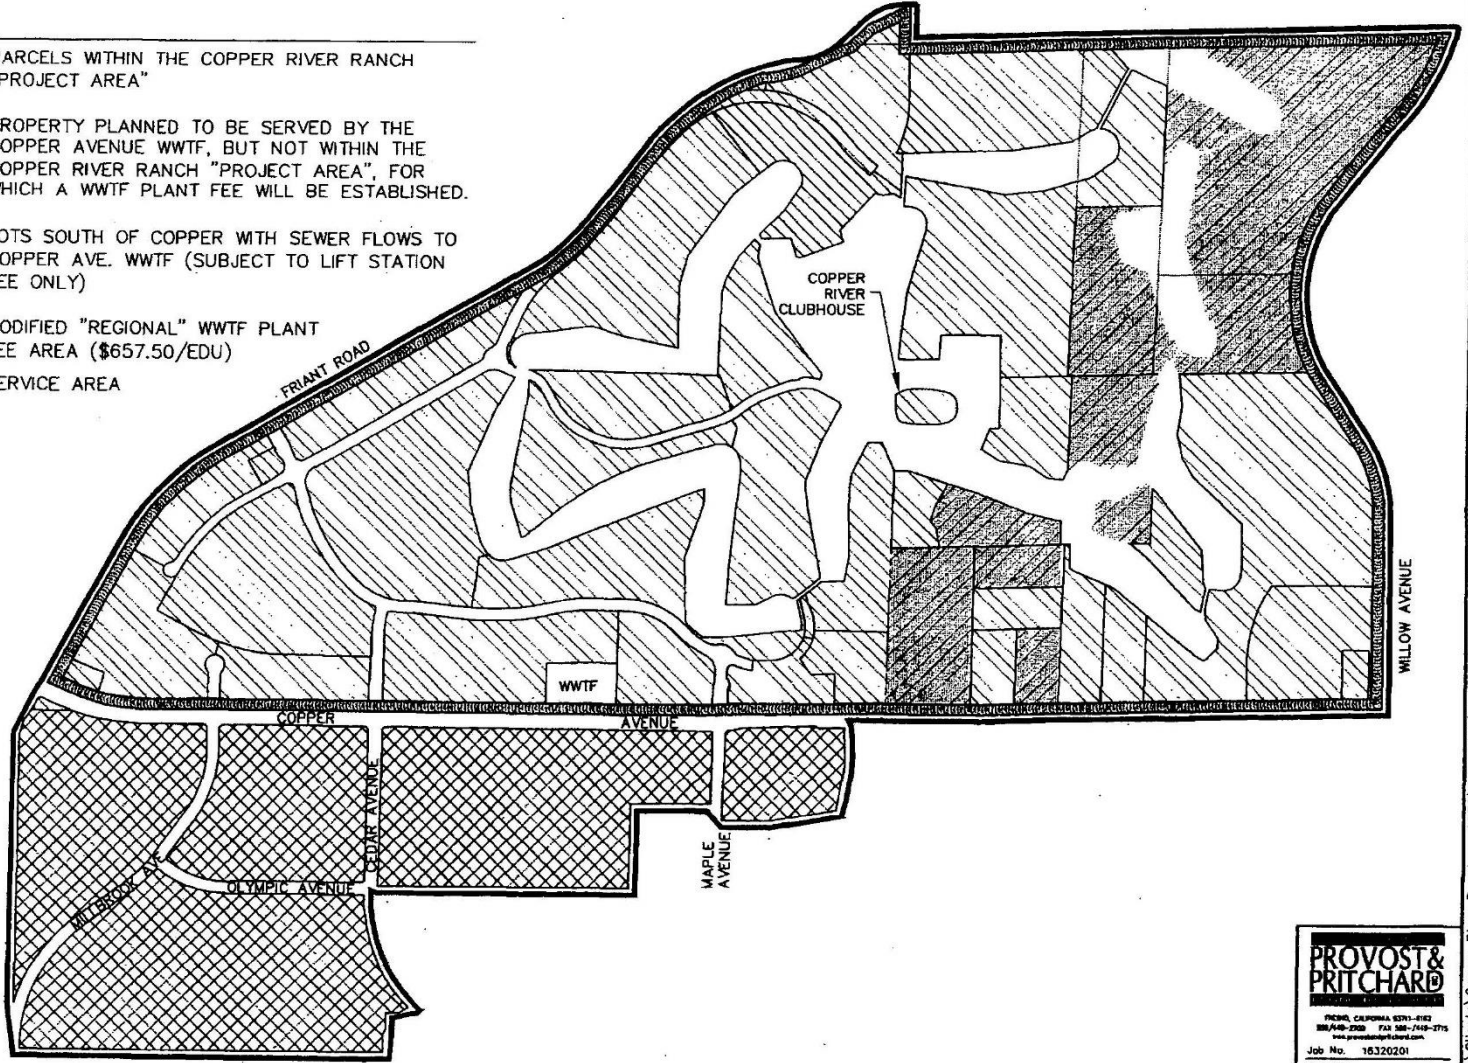 ARCELS WITHIN THE COPPER RIVER RANCH
PROJECT AREA"
ROPERTY PLANNED TO BE SERVED BY THE
OPPER AVENUE WWTF, BUT NOT WITHIN THE
OPPER RIVER RANCH "PROJECT AREA", FOR
WHICH A WWTF PLANT FEE WILL BE ESTABLISHED.
OTS SOUTH OF COPPER WITH SEWER FLOWS TO
OPPER AVE. WWTF (SUBJECT TO LIFT STATION
EE ONLY)
ODIFIED "REGIONAL" WWTF PLANT
EE AREA ($657.50/EDU)
ERVICE AREA
FRIANT ROAD
COPPER
RIVER
CLUBHOUSE
WWTF
WILLOW AVENUE
COPPER AVENUE
CEDAR AVENUE
MAPLE
AVENUE
MILLBROOK AVE
OLYMPIC AVENUE
PROVOST&
PRITCHARD
FRESNO, CALIFORNIA
Job No. 16320201